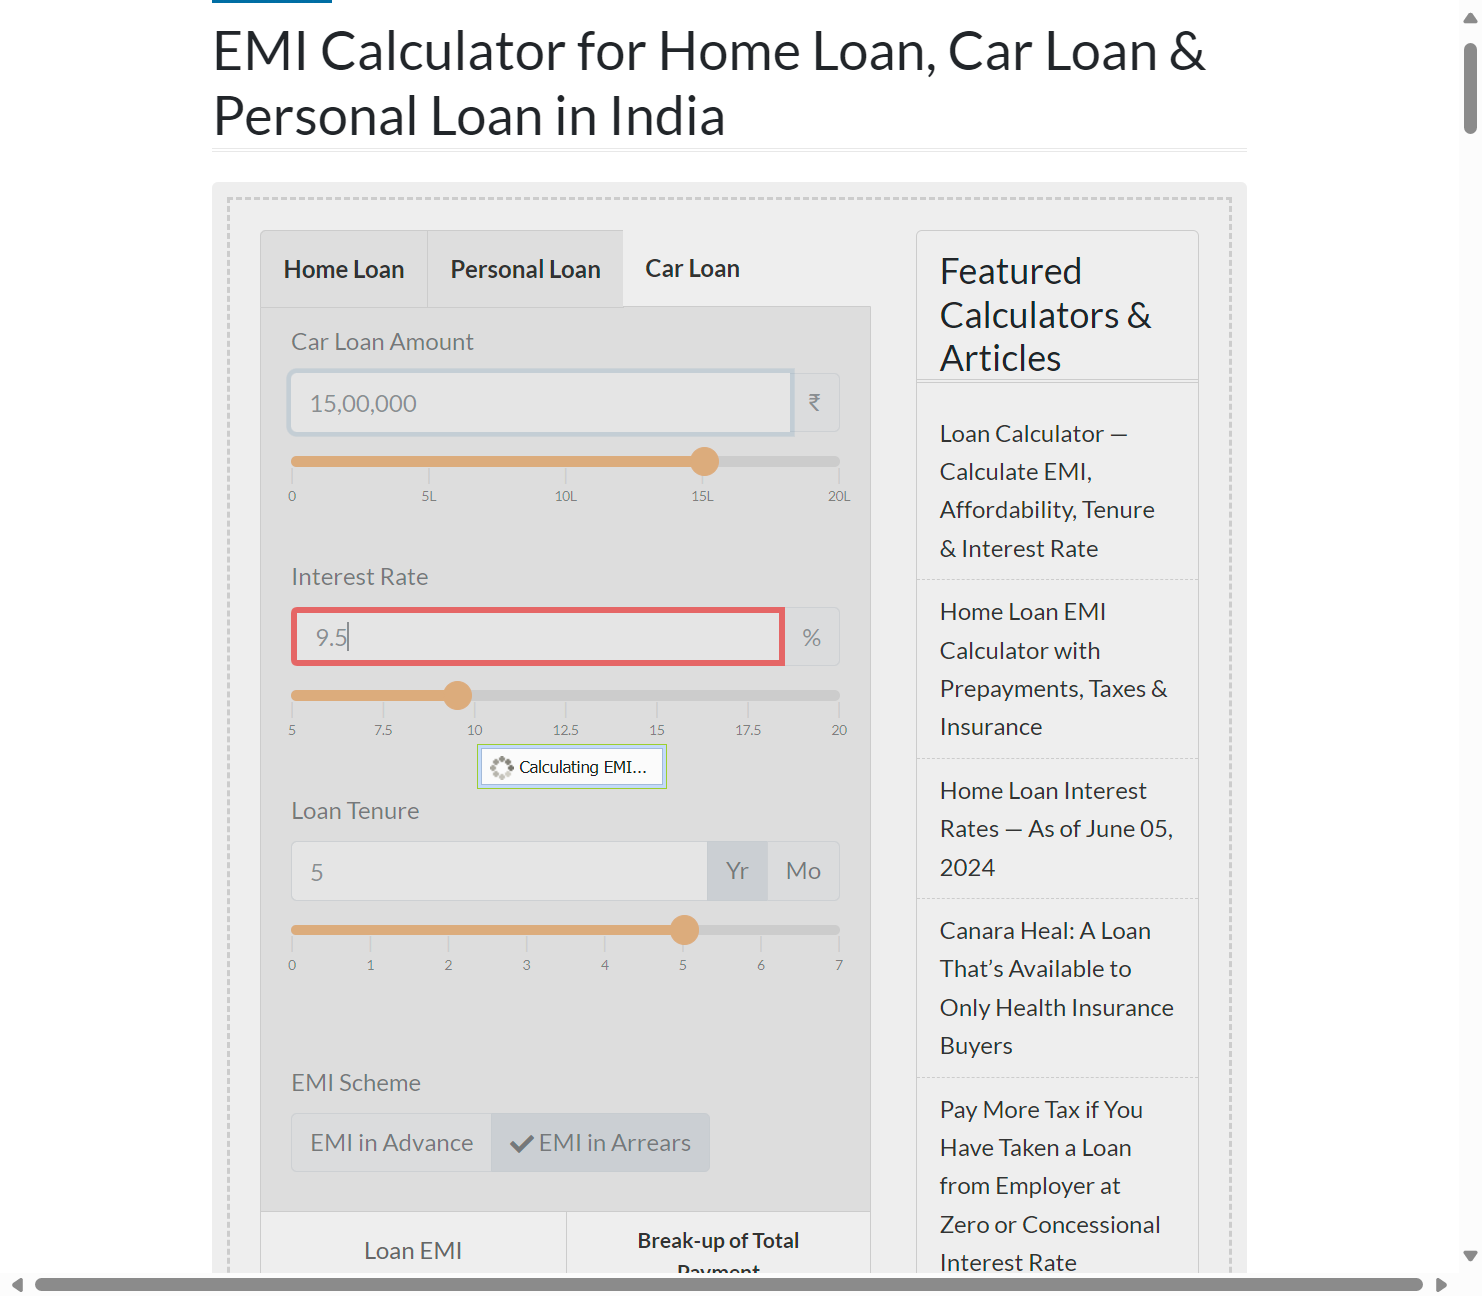 EMI Calculator for Home Loan, Car Loan &
Personal Loan in India
Home Loan
Personal Loan
Car Loan
Car Loan Amount
15,00,000
₹
0
5L
10L
15L
20L
Interest Rate
9.5
%
5
7.5
10
12.5
15
17.5
20
Calculating EMI...
Loan Tenure
5
Yr
Mo
0
1
2
3
4
5
6
7
EMI Scheme
EMI in Advance
EMI in Arrears
Loan EMI
Break-up of Total
Payment
Featured
Calculators &
Articles
Loan Calculator —
Calculate EMI,
Affordability, Tenure
& Interest Rate
Home Loan EMI
Calculator with
Prepayments, Taxes &
Insurance
Home Loan Interest
Rates — As of June 05,
2024
Canara Heal: A Loan
That’s Available to
Only Health Insurance
Buyers
Pay More Tax if You
Have Taken a Loan
from Employer at
Zero or Concessional
Interest Rate